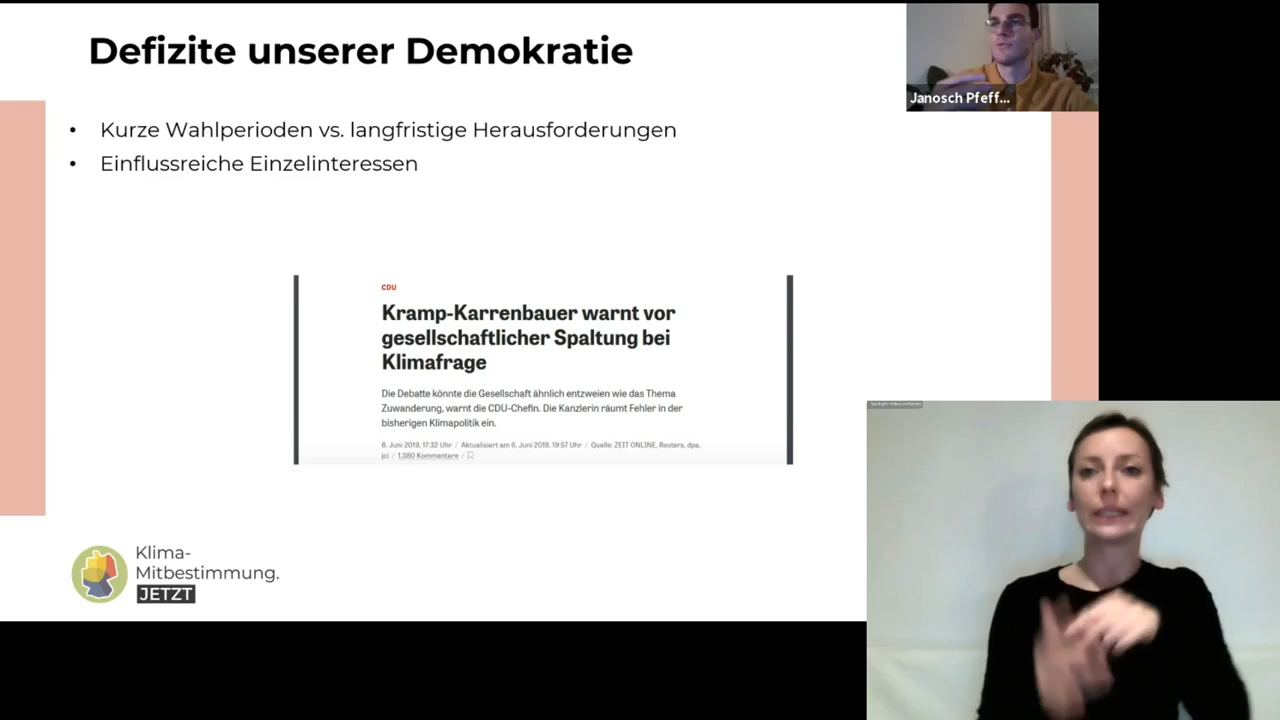 Defizite unserer Demokratie
Janosch Pfeff...
• Kurze Wahlperioden vs. langfristige Herausforderungen
• Einflussreiche Einzelinteressen
CDU
Kramp-Karrenbauer warnt vor
gesellschaftlicher Spaltung bei
Klimafrage
Die Debatte könnte die Gesellschaft ähnlich entzweien wie das Thema
Zuwanderung, warnt die CDU-Chefin. Die Kanzlerin räumt Fehler in der
bisherigen Klimapolitik ein.
6. Juni 2019, 17:32 Uhr / Aktualisiert am 6. Juni 2019, 19:57 Uhr / Quelle: ZEIT ONLINE, Reuters, dpa,
jci / 1.380 Kommentare /
Klima-
Mitbestimmung.
JETZT